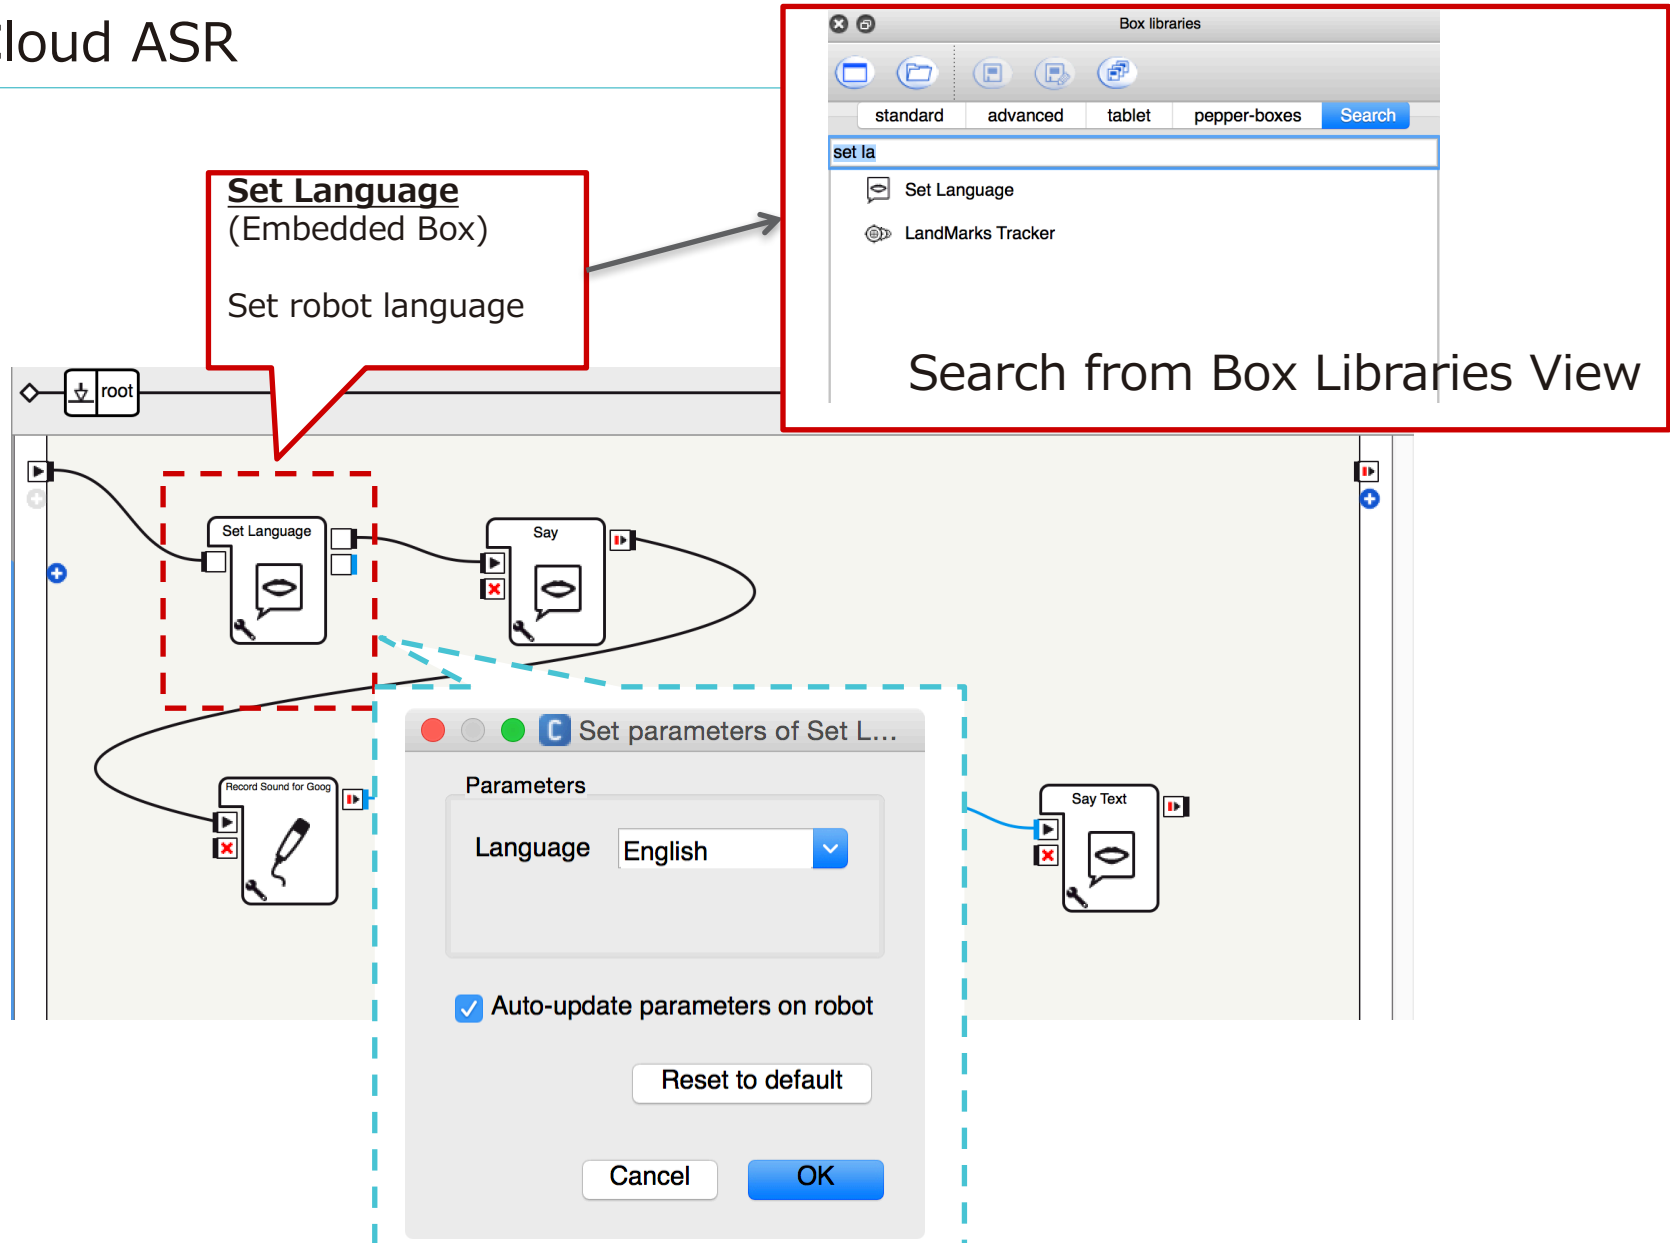 loud ASR
Box libraries
standard advanced tablet pepper-boxes Search
set la
Set Language
LandMarks Tracker
Search from Box Libraries View
Set Language
(Embedded Box)
Set robot language
root
Set Language
Say
Record Sound for Goog
Say Text
Set parameters of Set L...
Parameters
Language English
Auto-update parameters on robot
Reset to default
Cancel OK